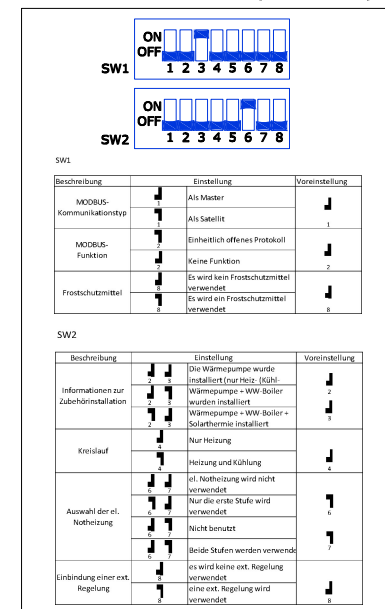 ON
OFF
SW1 1 2 3 4 5 6 7 8
ON
OFF
SW2 1 2 3 4 5 6 7 8
SW1
Beschreibung Einstellung Voreinstellung
MODBUS-
Kommunikationstyp
1 Als Master
1 Als Satellit
1
MODBUS-
Funktion
2 Einheitlich offenes Protokoll
2 Keine Funktion
2
Frostschutzmittel
8 Es wird kein Frostschutzmittel
verwendet
8 Es wird ein Frostschutzmittel
verwendet
8
SW2
Beschreibung Einstellung Voreinstellung
Informationen zur
Zubehörinstallation
2 3 Die Wärmepumpe wurde
installiert (nur Heiz- (Kühl-
2 3 Wärmepumpe + WW-Boiler
wurden installiert
2 3 Wärmepumpe + WW-Boiler +
Solarthermie installiert
2
3
Kreislauf
4 Nur Heizung
4 Heizung und Kühlung
4
Auswahl der el.
Notheizung
6 7 el. Notheizung wird nicht
verwendet
6 7 Nur die erste Stufe wird
verwendet
6 7 Nicht benutzt
6 7 Beide Stufen werden verwende
6
7
Einbindung einer ext.
Regelung
8 es wird keine ext. Regelung
verwendet
8 eine ext. Regelung wird
verwendet
8